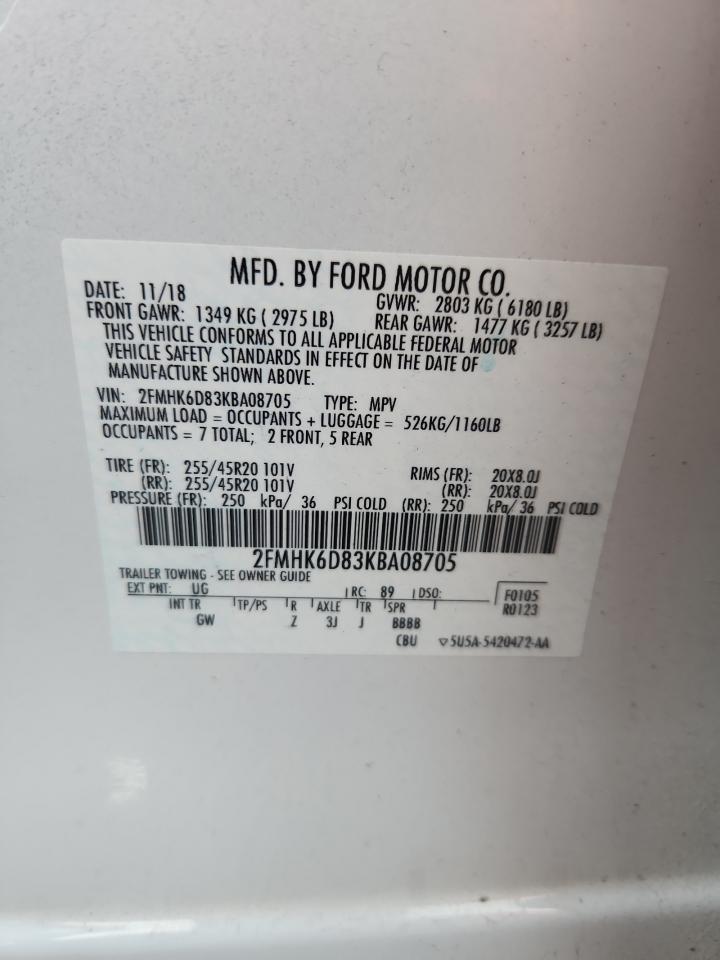 MFD. BY FORD MOTOR CO.
DATE: 11/18 GVWR: 2803 KG ( 6180 LB)
FRONT GAWR: 1349 KG ( 2975 LB) REAR GAWR: 1477 KG ( 3257 LB)
THIS VEHICLE CONFORMS TO ALL APPLICABLE FEDERAL MOTOR
VEHICLE SAFETY STANDARDS IN EFFECT ON THE DATE OF
MANUFACTURE SHOWN ABOVE.
VIN: 2FMHK6D83KBA08705 TYPE: MPV
MAXIMUM LOAD = OCCUPANTS + LUGGAGE = 526KG/1160LB
OCCUPANTS = 7 TOTAL; 2 FRONT, 5 REAR
TIRE (FR): 255/45R20 101V RIMS (FR): 20X8.0J
(RR): 255/45R20 101V (RR): 20X8.0J
PRESSURE (FR): 250 kPa/ 36 PSI COLD (RR): 250 kPa/ 36 PSI COLD
2FMHK6D83KBA08705
TRAILER TOWING - SEE OWNER GUIDE
EXT PNT: UG RC: 89 DSO: F0105
INT TR TP/PS R AXLE TR SPR R0123
GW Z 3J J BBBB
CBU ▽5U5A-5420472-AA